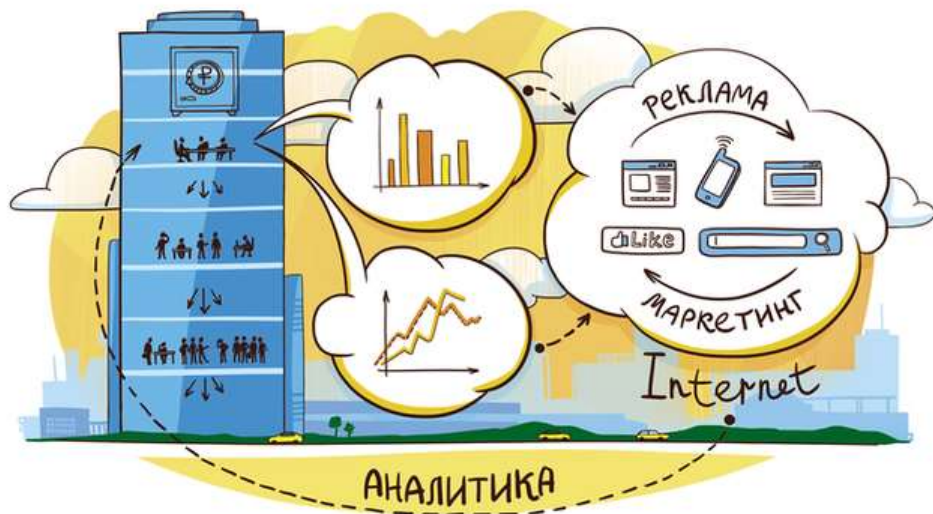 ₽
РЕКЛАМА
Like
МАРКЕТИНГ
Internet
АНАЛИТИКА